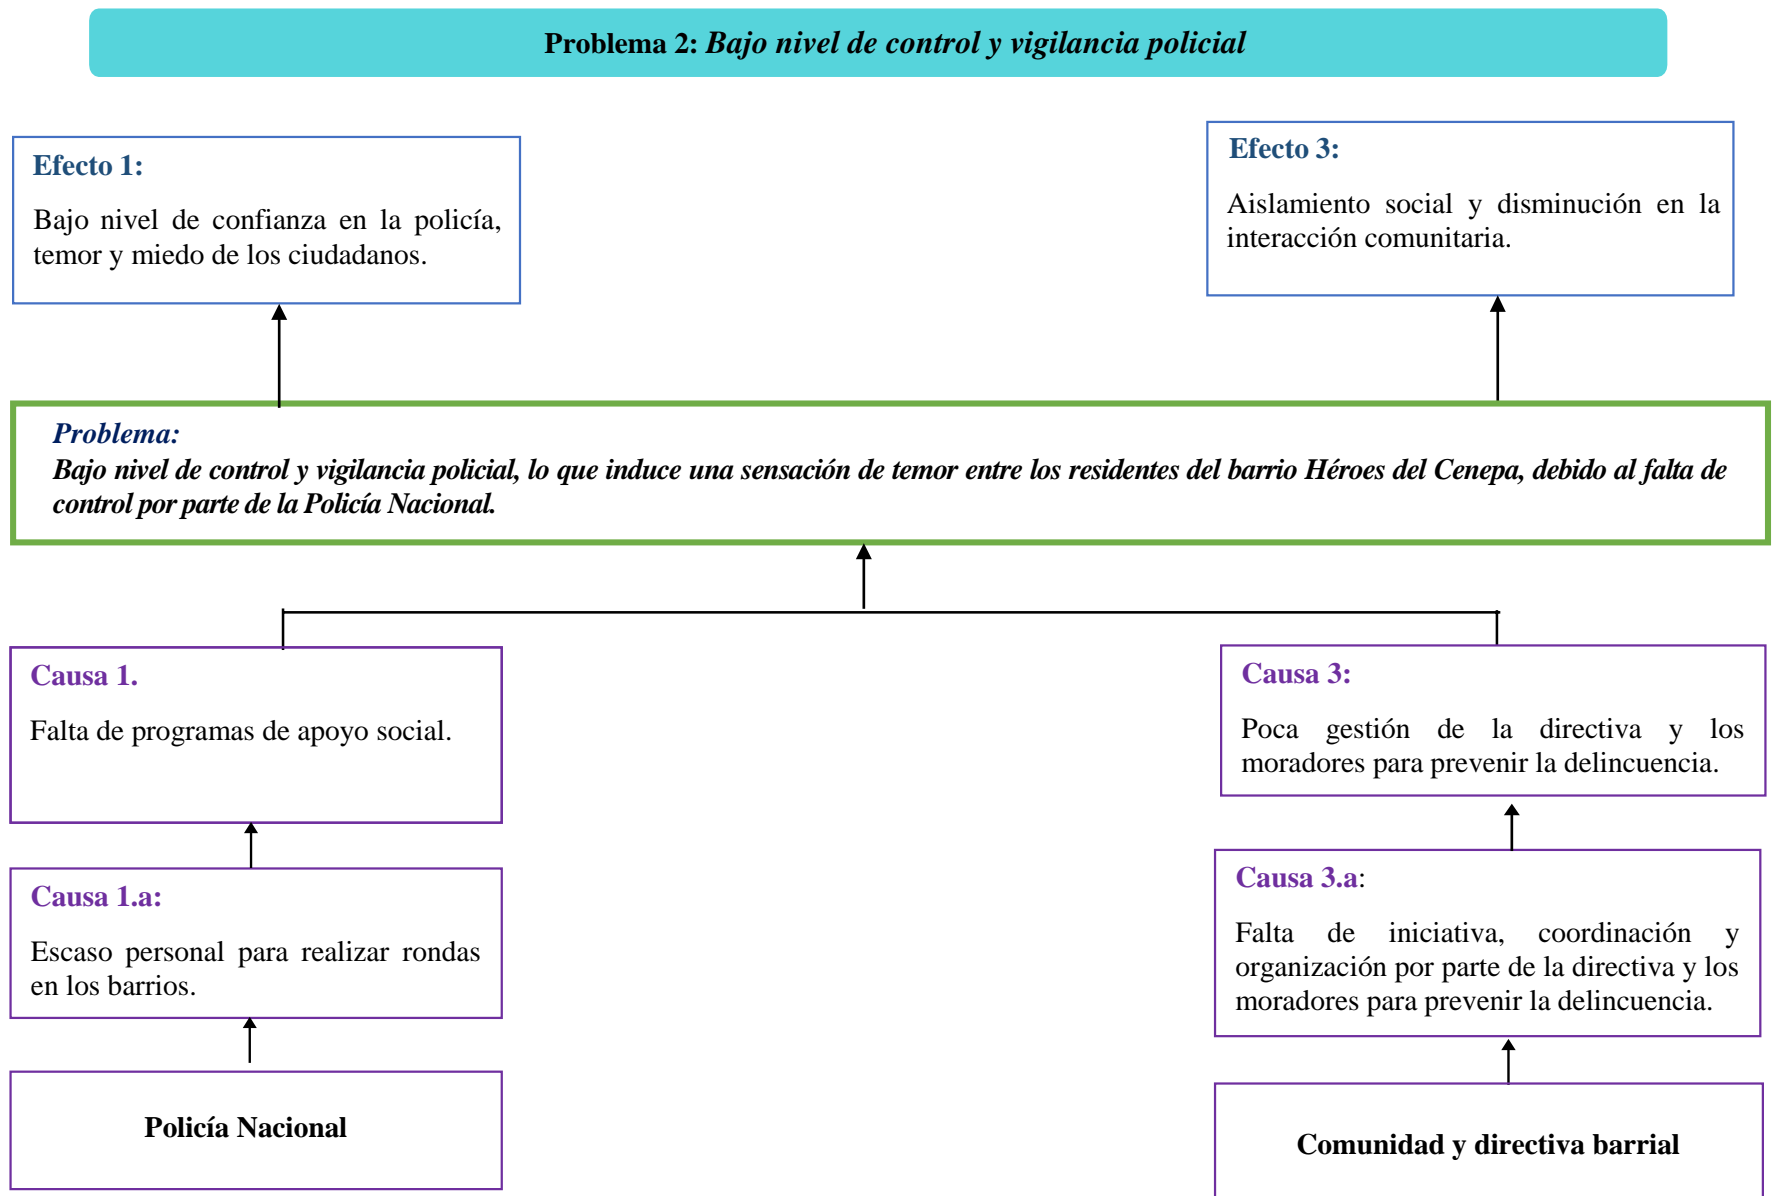 Problema 2: Bajo nivel de control y vigilancia policial
Efecto 1:
Bajo nivel de confianza en la policía,
temor y miedo de los ciudadanos.
Efecto 3:
Aislamiento social y disminución en la
interacción comunitaria.
Problema:
Bajo nivel de control y vigilancia policial, lo que induce una sensación de temor entre los residentes del barrio Héroes del Cenepa, debido al falta de
control por parte de la Policía Nacional.
Causa 1.
Falta de programas de apoyo social.
Causa 3:
Poca gestión de la directiva y los
moradores para prevenir la delincuencia.
Causa 1.a:
Escaso personal para realizar rondas
en los barrios.
Causa 3.a:
Falta de iniciativa, coordinación y
organización por parte de la directiva y los
moradores para prevenir la delincuencia.
Policía Nacional
Comunidad y directiva barrial